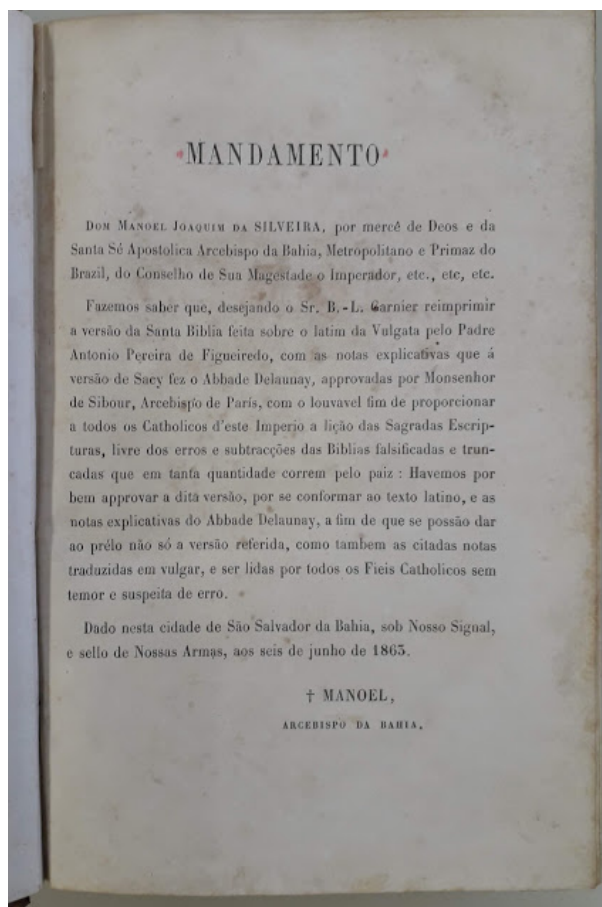 MANDAMENTO
DOM MANOEL JOAQUIM DA SILVEIRA, por mercê de Deos e da
Santa Sé Apostolica Arcebispo da Bahia, Metropolitano e Primaz do
Brazil, do Conselho de Sua Magestade o Imperador, etc., etc, etc.
Fazemos saber que, desejando o Sr. B.-L. Garnier reimprimir
a versão da Santa Biblia feita sobre o latim da Vulgata pelo Padre
Antonio Pereira de Figueiredo, com as notas explicativas que á
versão de Sacy fez o Abbade Delaunay, approvadas por Monsenhor
de Sibour, Arcebispo de París, com o louvavel fim de proporcionar
a todos os Catholicos d'este Imperio a lição das Sagradas Escrip-
turas, livre dos erros e subtracções das Biblias falsificadas e trun-
cadas que em tanta quantidade correm pelo paiz : Havemos por
bem approvar a dita versão, por se conformar ao texto latino, e as
notas explicativas do Abbade Delaunay, a fim de que se possão dar
ao prélo não só a versão referida, como tambem as citadas notas
traduzidas em vulgar, e ser lidas por todos os Fieis Catholicos sem
temor e suspeita de erro.
Dado nesta cidade de São Salvador da Bahia, sob Nosso Signal,
e sello de Nossas Armas, aos seis de junho de 1863.
† MANOEL,
ARCEBISPO DA BAHIA.